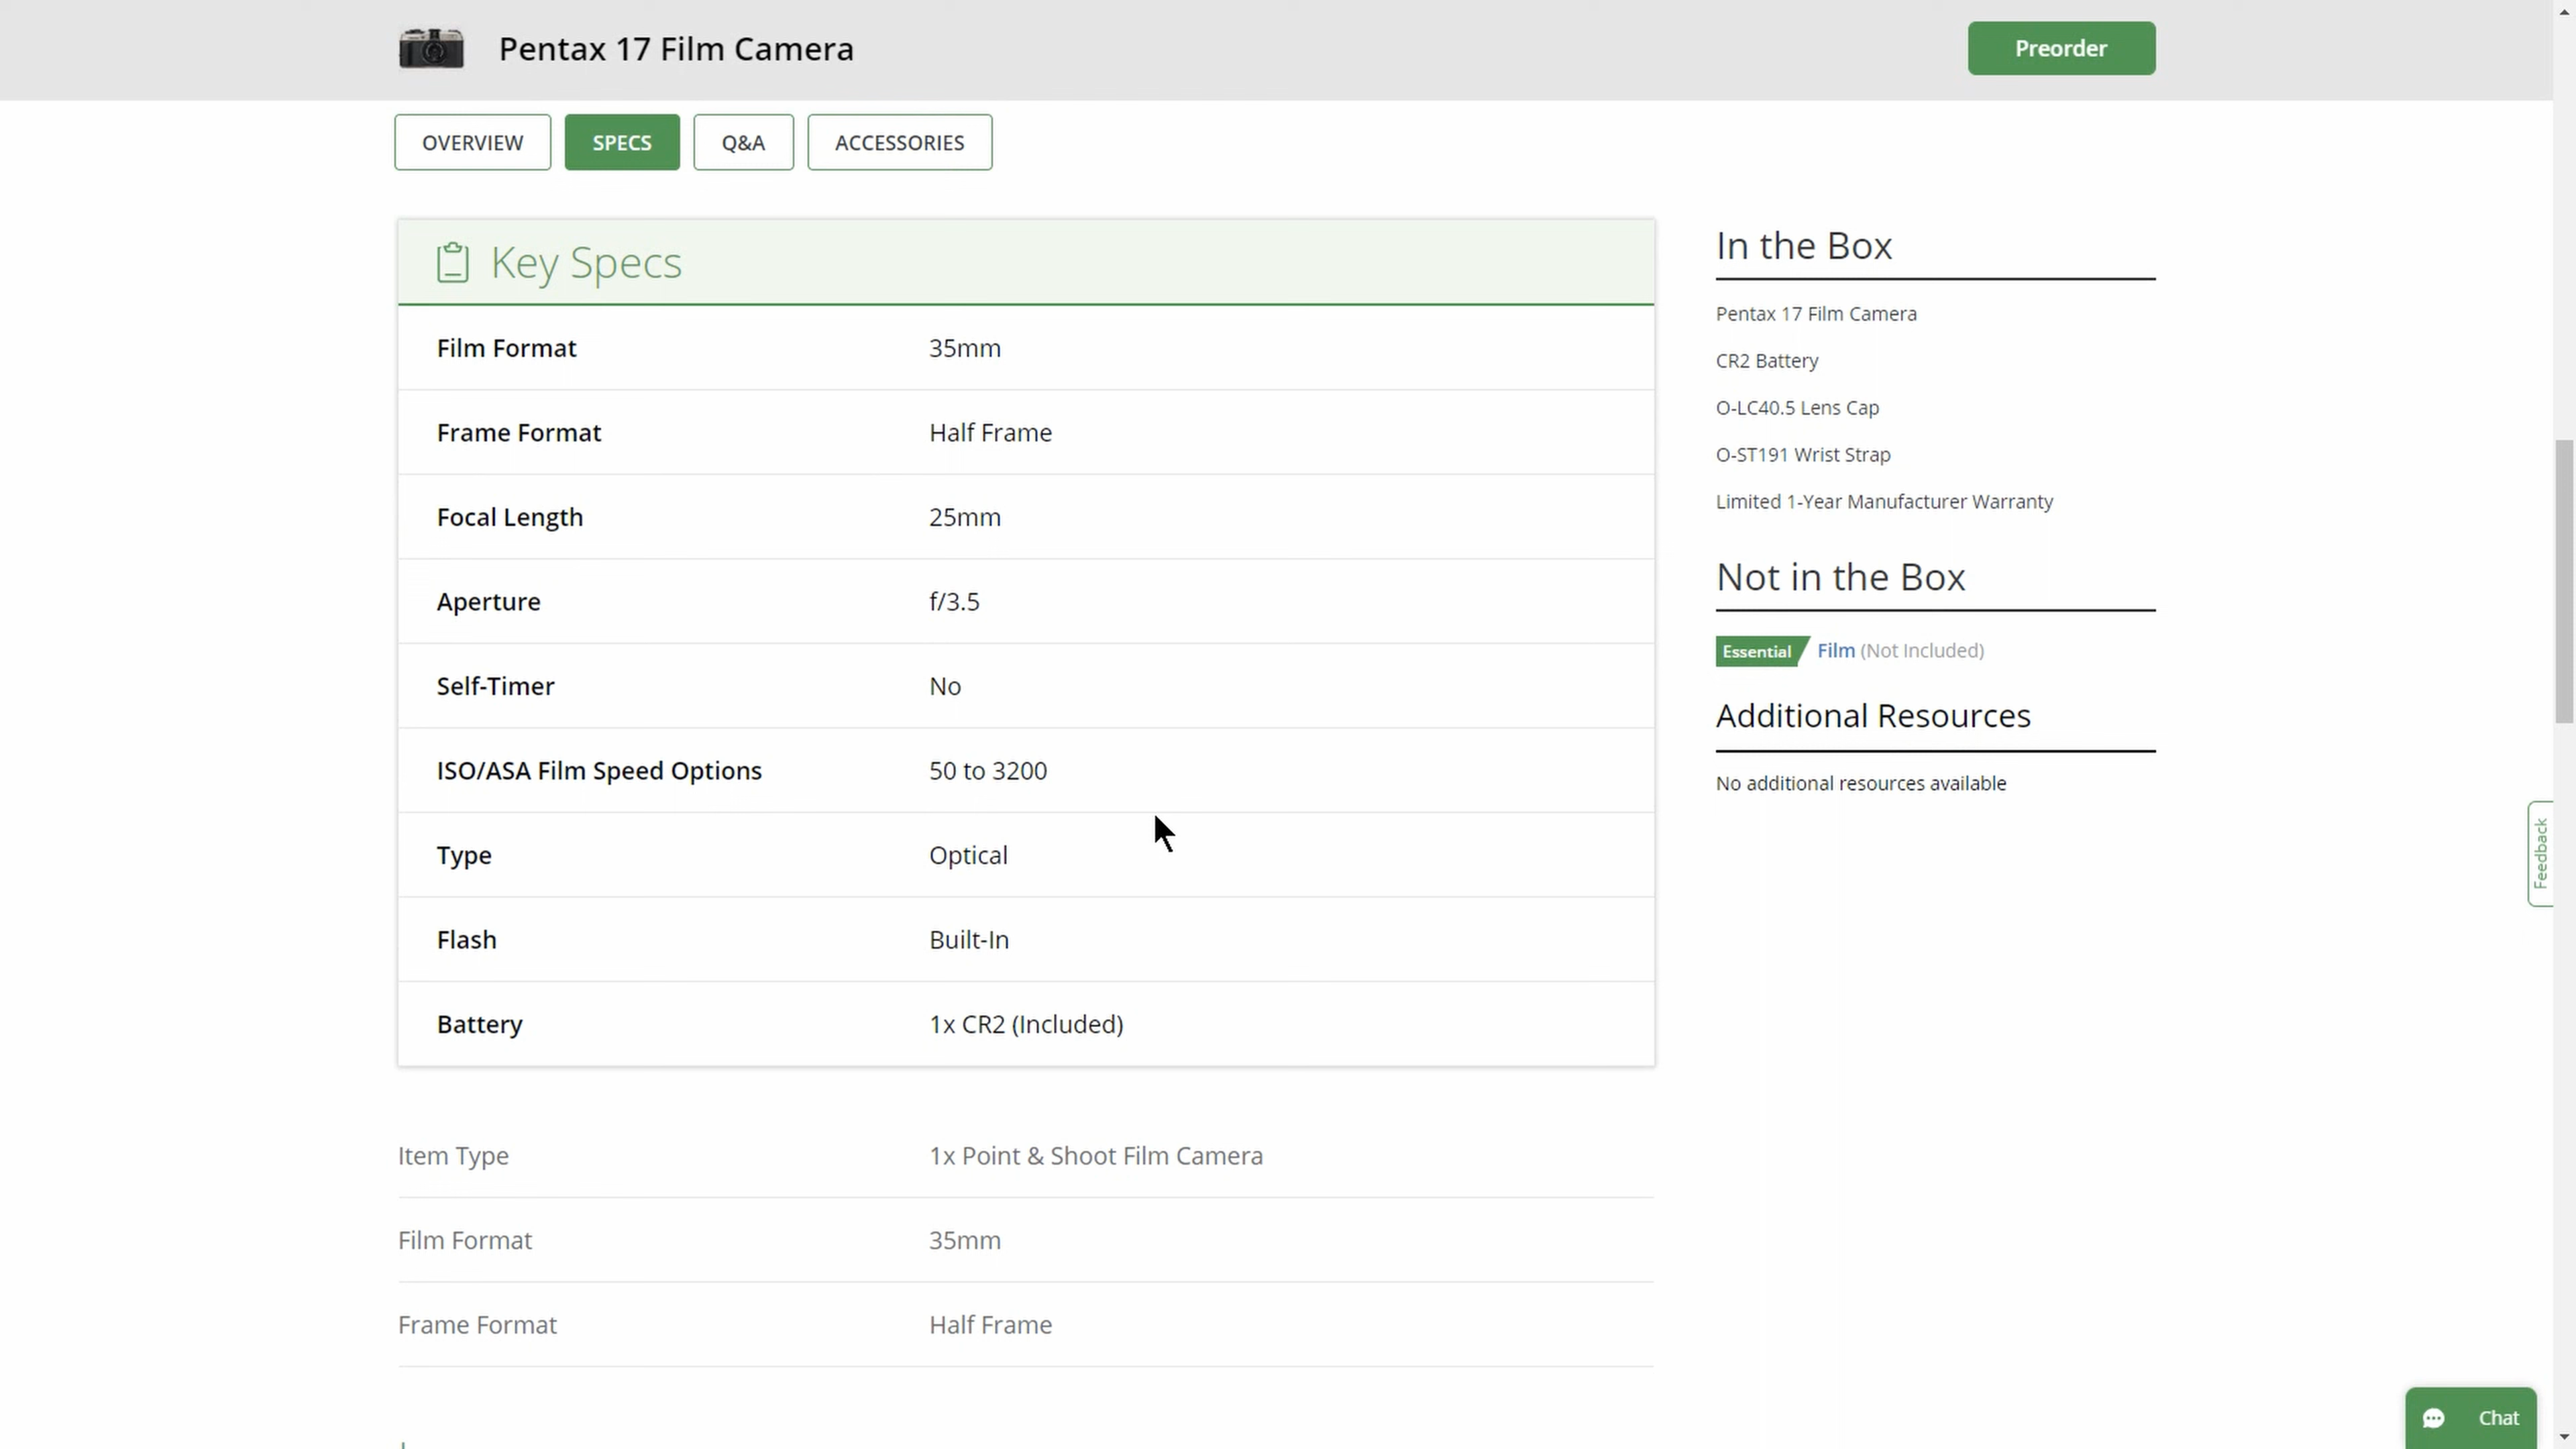 Pentax 17 Film Camera
Preorder
OVERVIEW
SPECS
Q&A
ACCESSORIES
Key Specs
Film Format 35mm
Frame Format Half Frame
Focal Length 25mm
Aperture f/3.5
Self-Timer No
ISO/ASA Film Speed Options 50 to 3200
Type Optical
Flash Built-In
Battery 1x CR2 (Included)
Item Type 1x Point & Shoot Film Camera
Film Format 35mm
Frame Format Half Frame
In the Box
Pentax 17 Film Camera
CR2 Battery
O-LC40.5 Lens Cap
O-ST191 Wrist Strap
Limited 1-Year Manufacturer Warranty
Not in the Box
Essential Film (Not Included)
Additional Resources
No additional resources available
Feedback
Chat